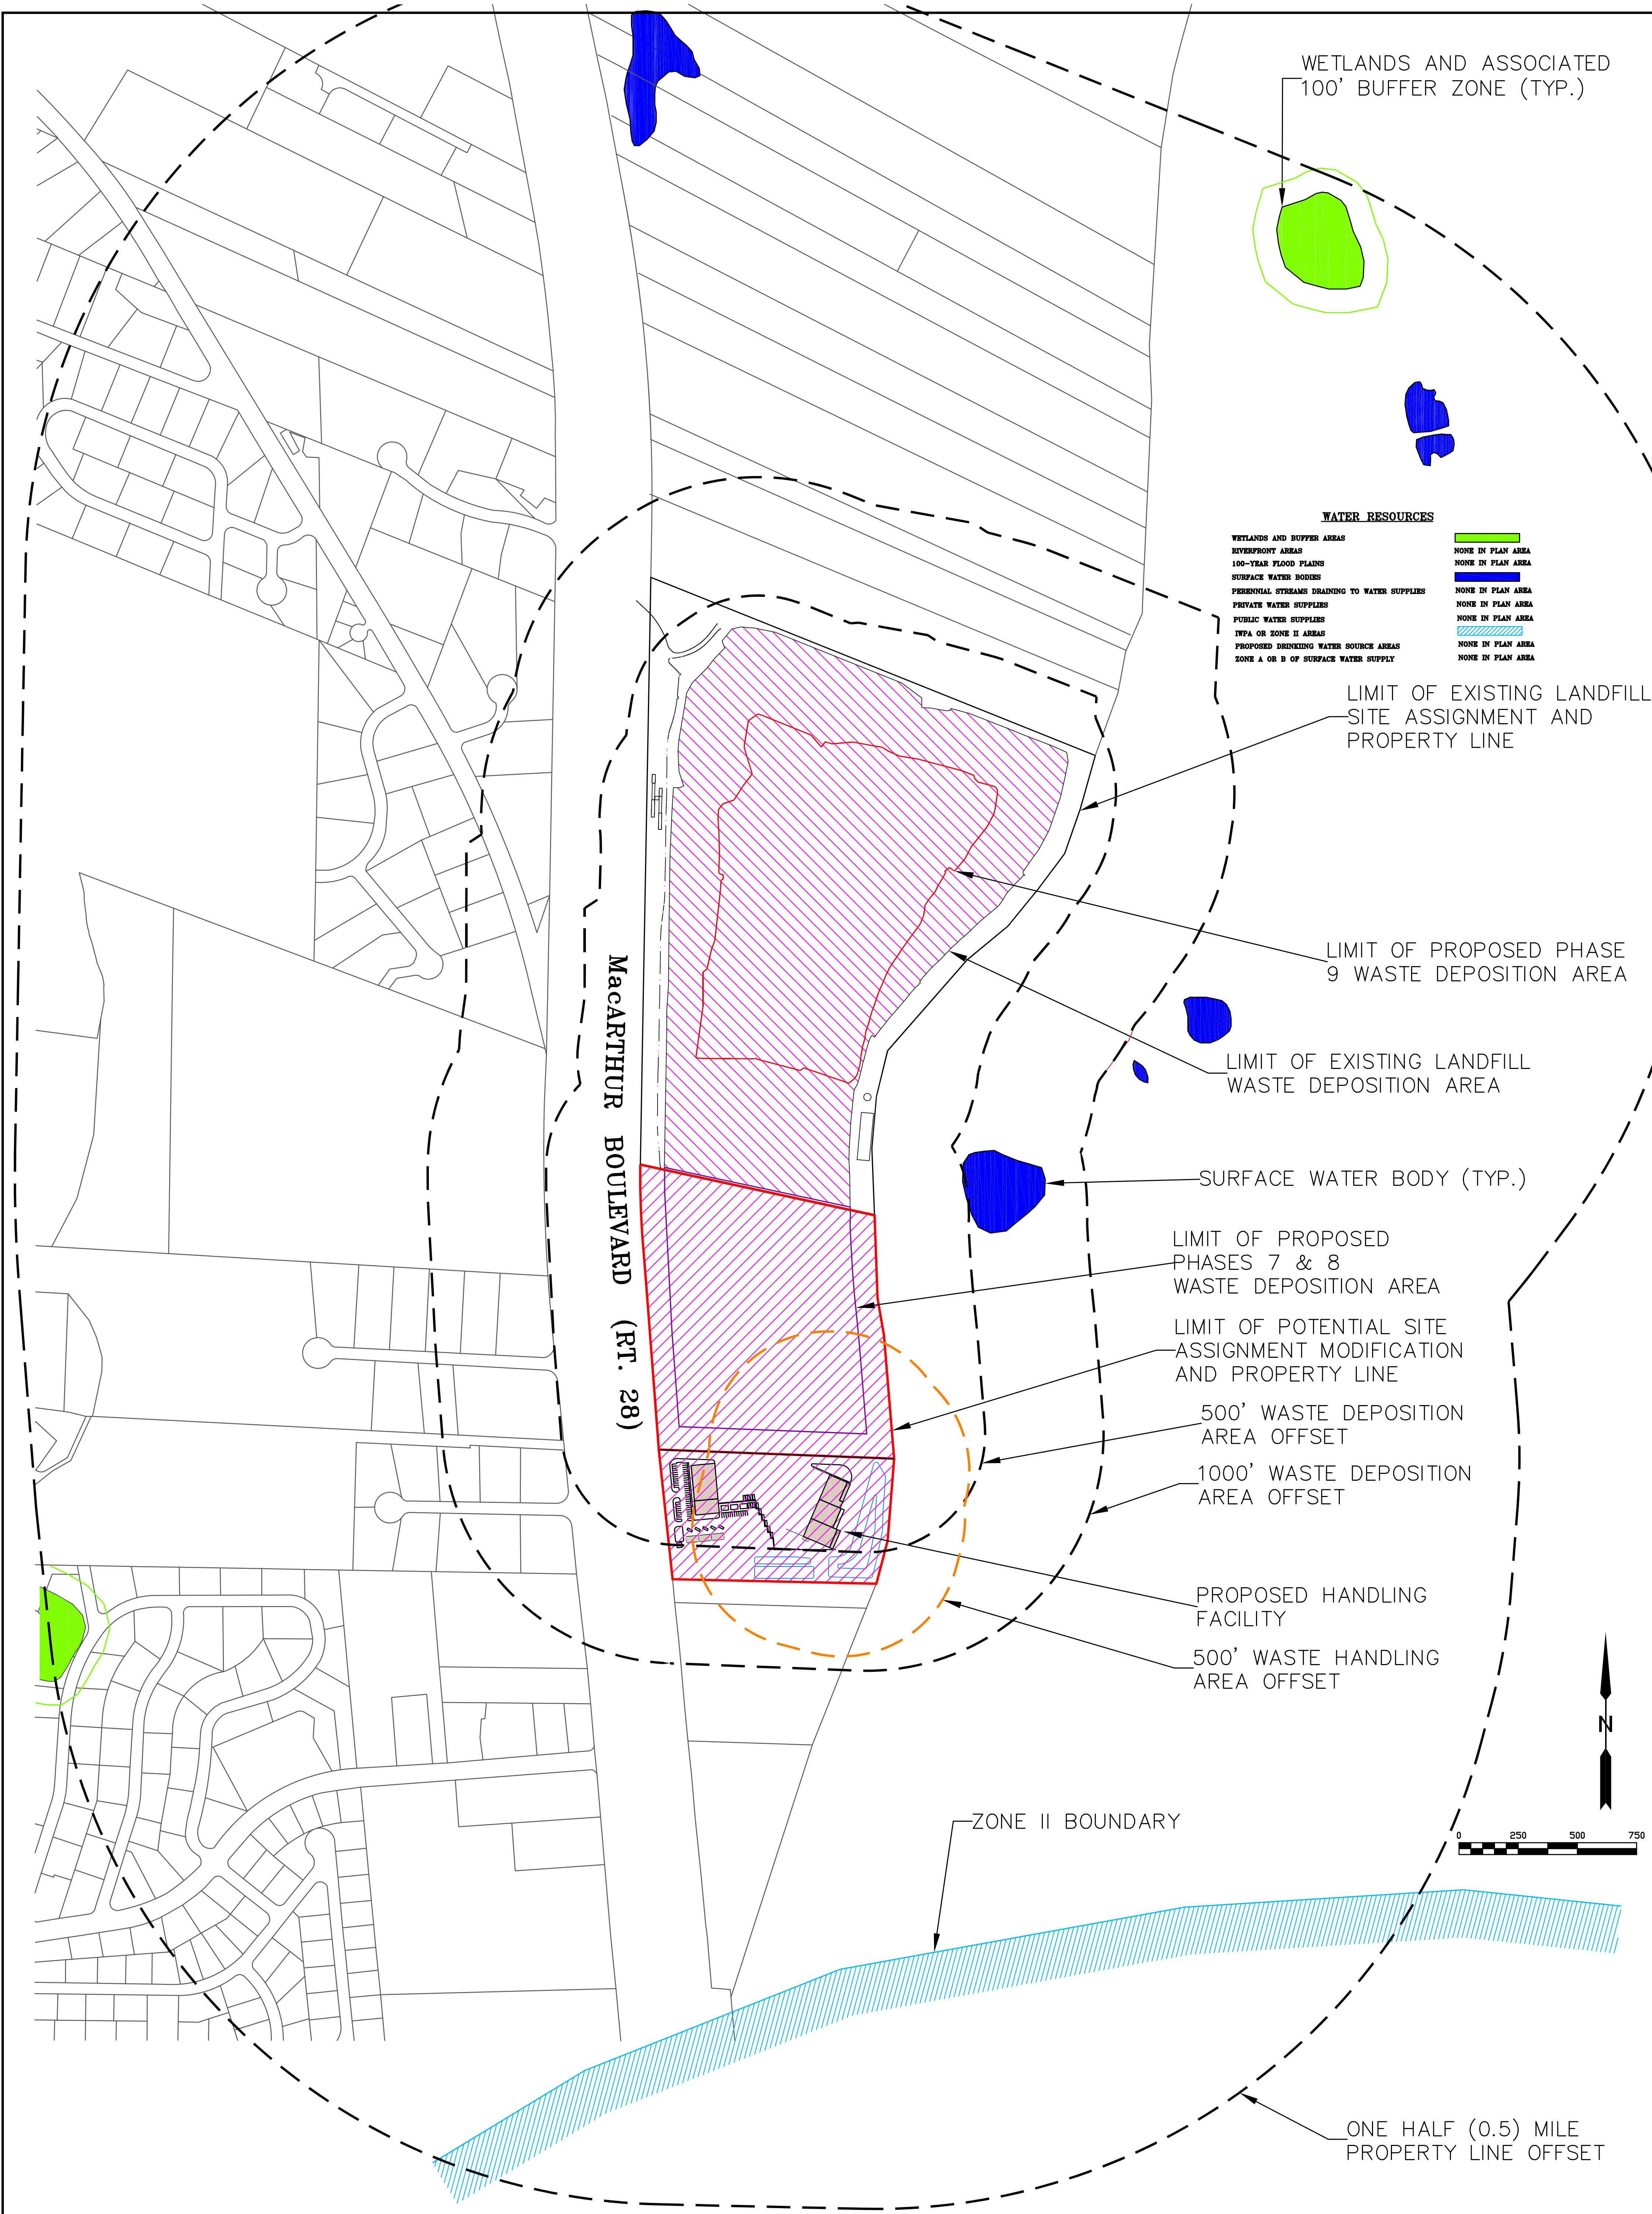 WETLANDS AND ASSOCIATED
100' BUFFER ZONE (TYP.)
WATER RESOURCES
WETLANDS AND BUFFER AREAS
RIVERFRONT AREAS NONE IN PLAN AREA
100-YEAR FLOOD PLAINS NONE IN PLAN AREA
SURFACE WATER BODIES
PERENNIAL STREAMS DRAINING TO WATER SUPPLIES NONE IN PLAN AREA
PRIVATE WATER SUPPLIES NONE IN PLAN AREA
PUBLIC WATER SUPPLIES NONE IN PLAN AREA
IWPA OR ZONE II AREAS
PROPOSED DRINKIING WATER SOURCE AREAS NONE IN PLAN AREA
ZONE A OR B OF SURFACE WATER SUPPLY NONE IN PLAN AREA
LIMIT OF EXISTING LANDFILL
SITE ASSIGNMENT AND
PROPERTY LINE
LIMIT OF PROPOSED PHASE
9 WASTE DEPOSITION AREA
MacARTHUR BOULEVARD (RT. 28)
LIMIT OF EXISTING LANDFILL
WASTE DEPOSITION AREA
SURFACE WATER BODY (TYP.)
LIMIT OF PROPOSED
PHASES 7 & 8
WASTE DEPOSITION AREA
LIMIT OF POTENTIAL SITE
ASSIGNMENT MODIFICATION
AND PROPERTY LINE
500' WASTE DEPOSITION
AREA OFFSET
1000' WASTE DEPOSITION
AREA OFFSET
PROPOSED HANDLING
FACILITY
500' WASTE HANDLING
AREA OFFSET
N
ZONE II BOUNDARY
0 250 500 750
ONE HALF (0.5) MILE
PROPERTY LINE OFFSET